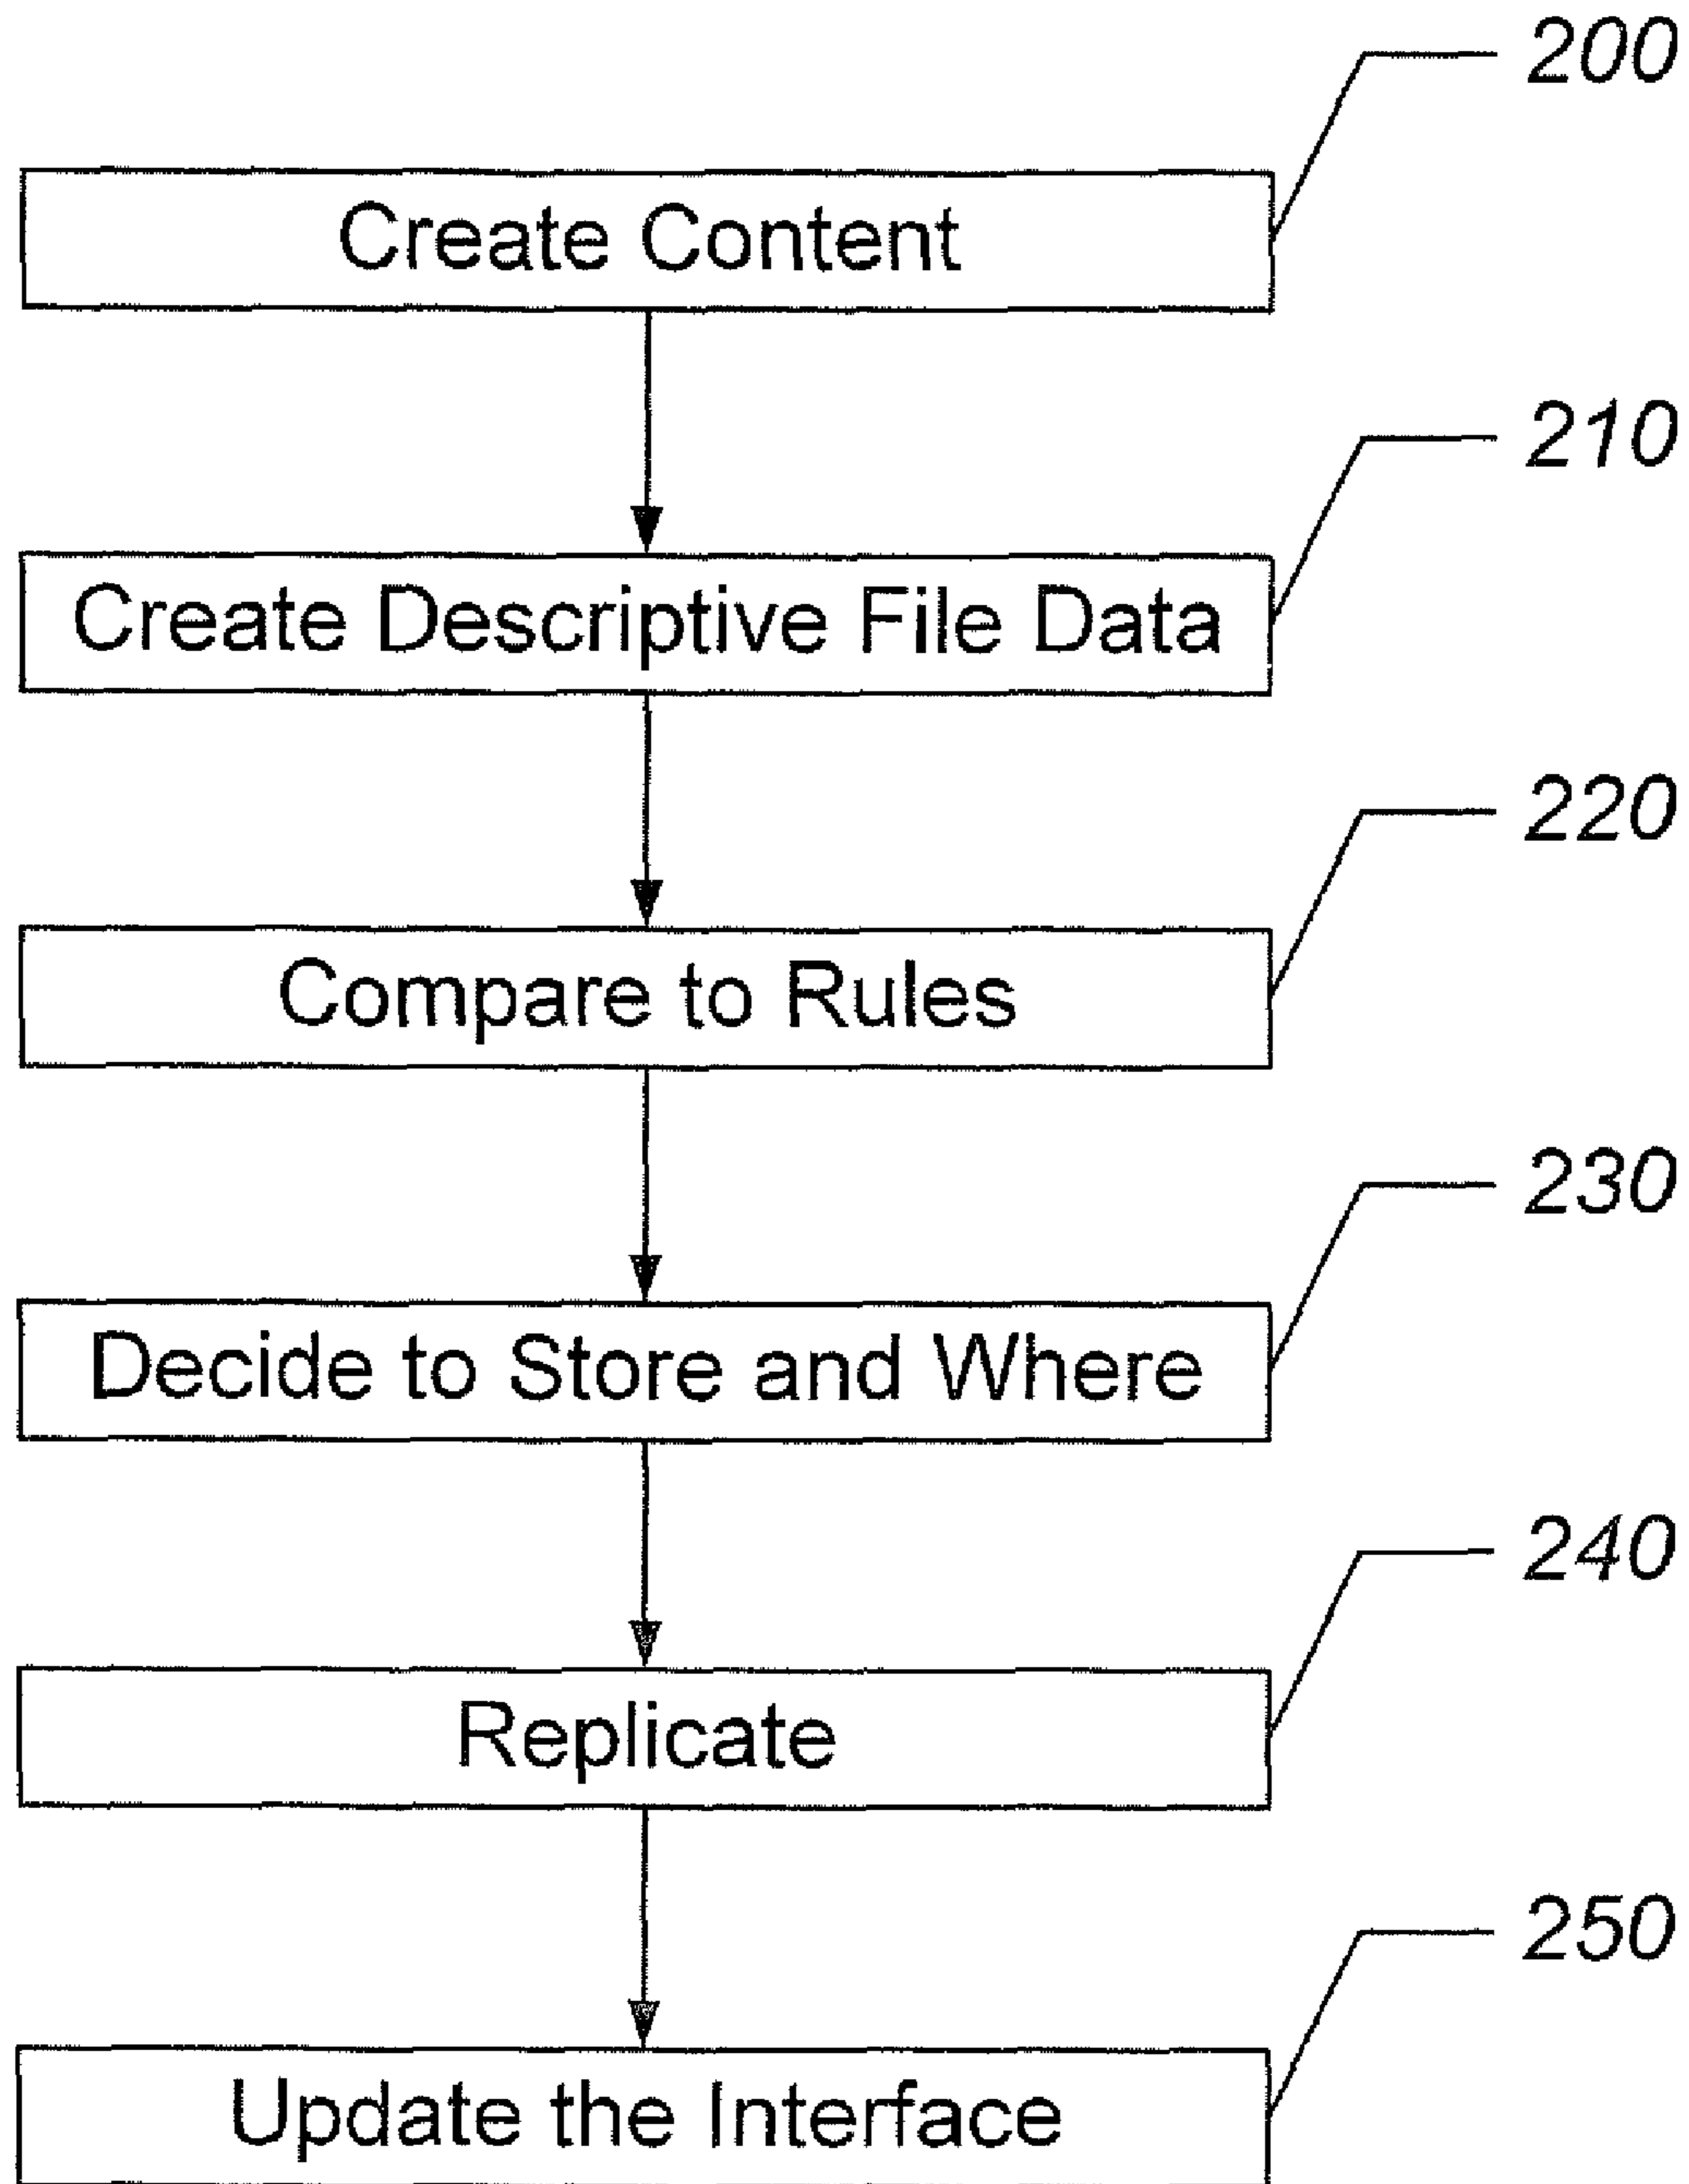 200
Create Content
210
Create Descriptive File Data
220
Compare to Rules
230
Decide to Store and Where
240
Replicate
250
Update the Interface